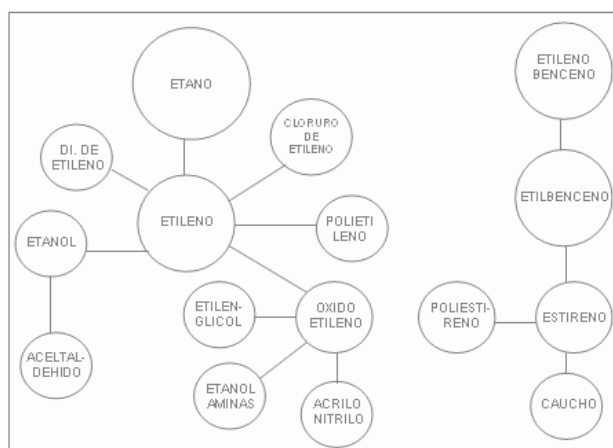 ETANO
CLORURO
DE
ETILENO
DI. DE
ETILENO
ETILENO
POLIETI
LENO
ETANOL
ETILEN-
GLICOL
OXIDO
ETILENO
ACELTAL-
DEHIDO
ETANOL
AMINAS
ACRILO
NITRILO
ETILENO
BENCENO
ETILBENCENO
POLIESTI-
RENO
ESTIRENO
CAUCHO